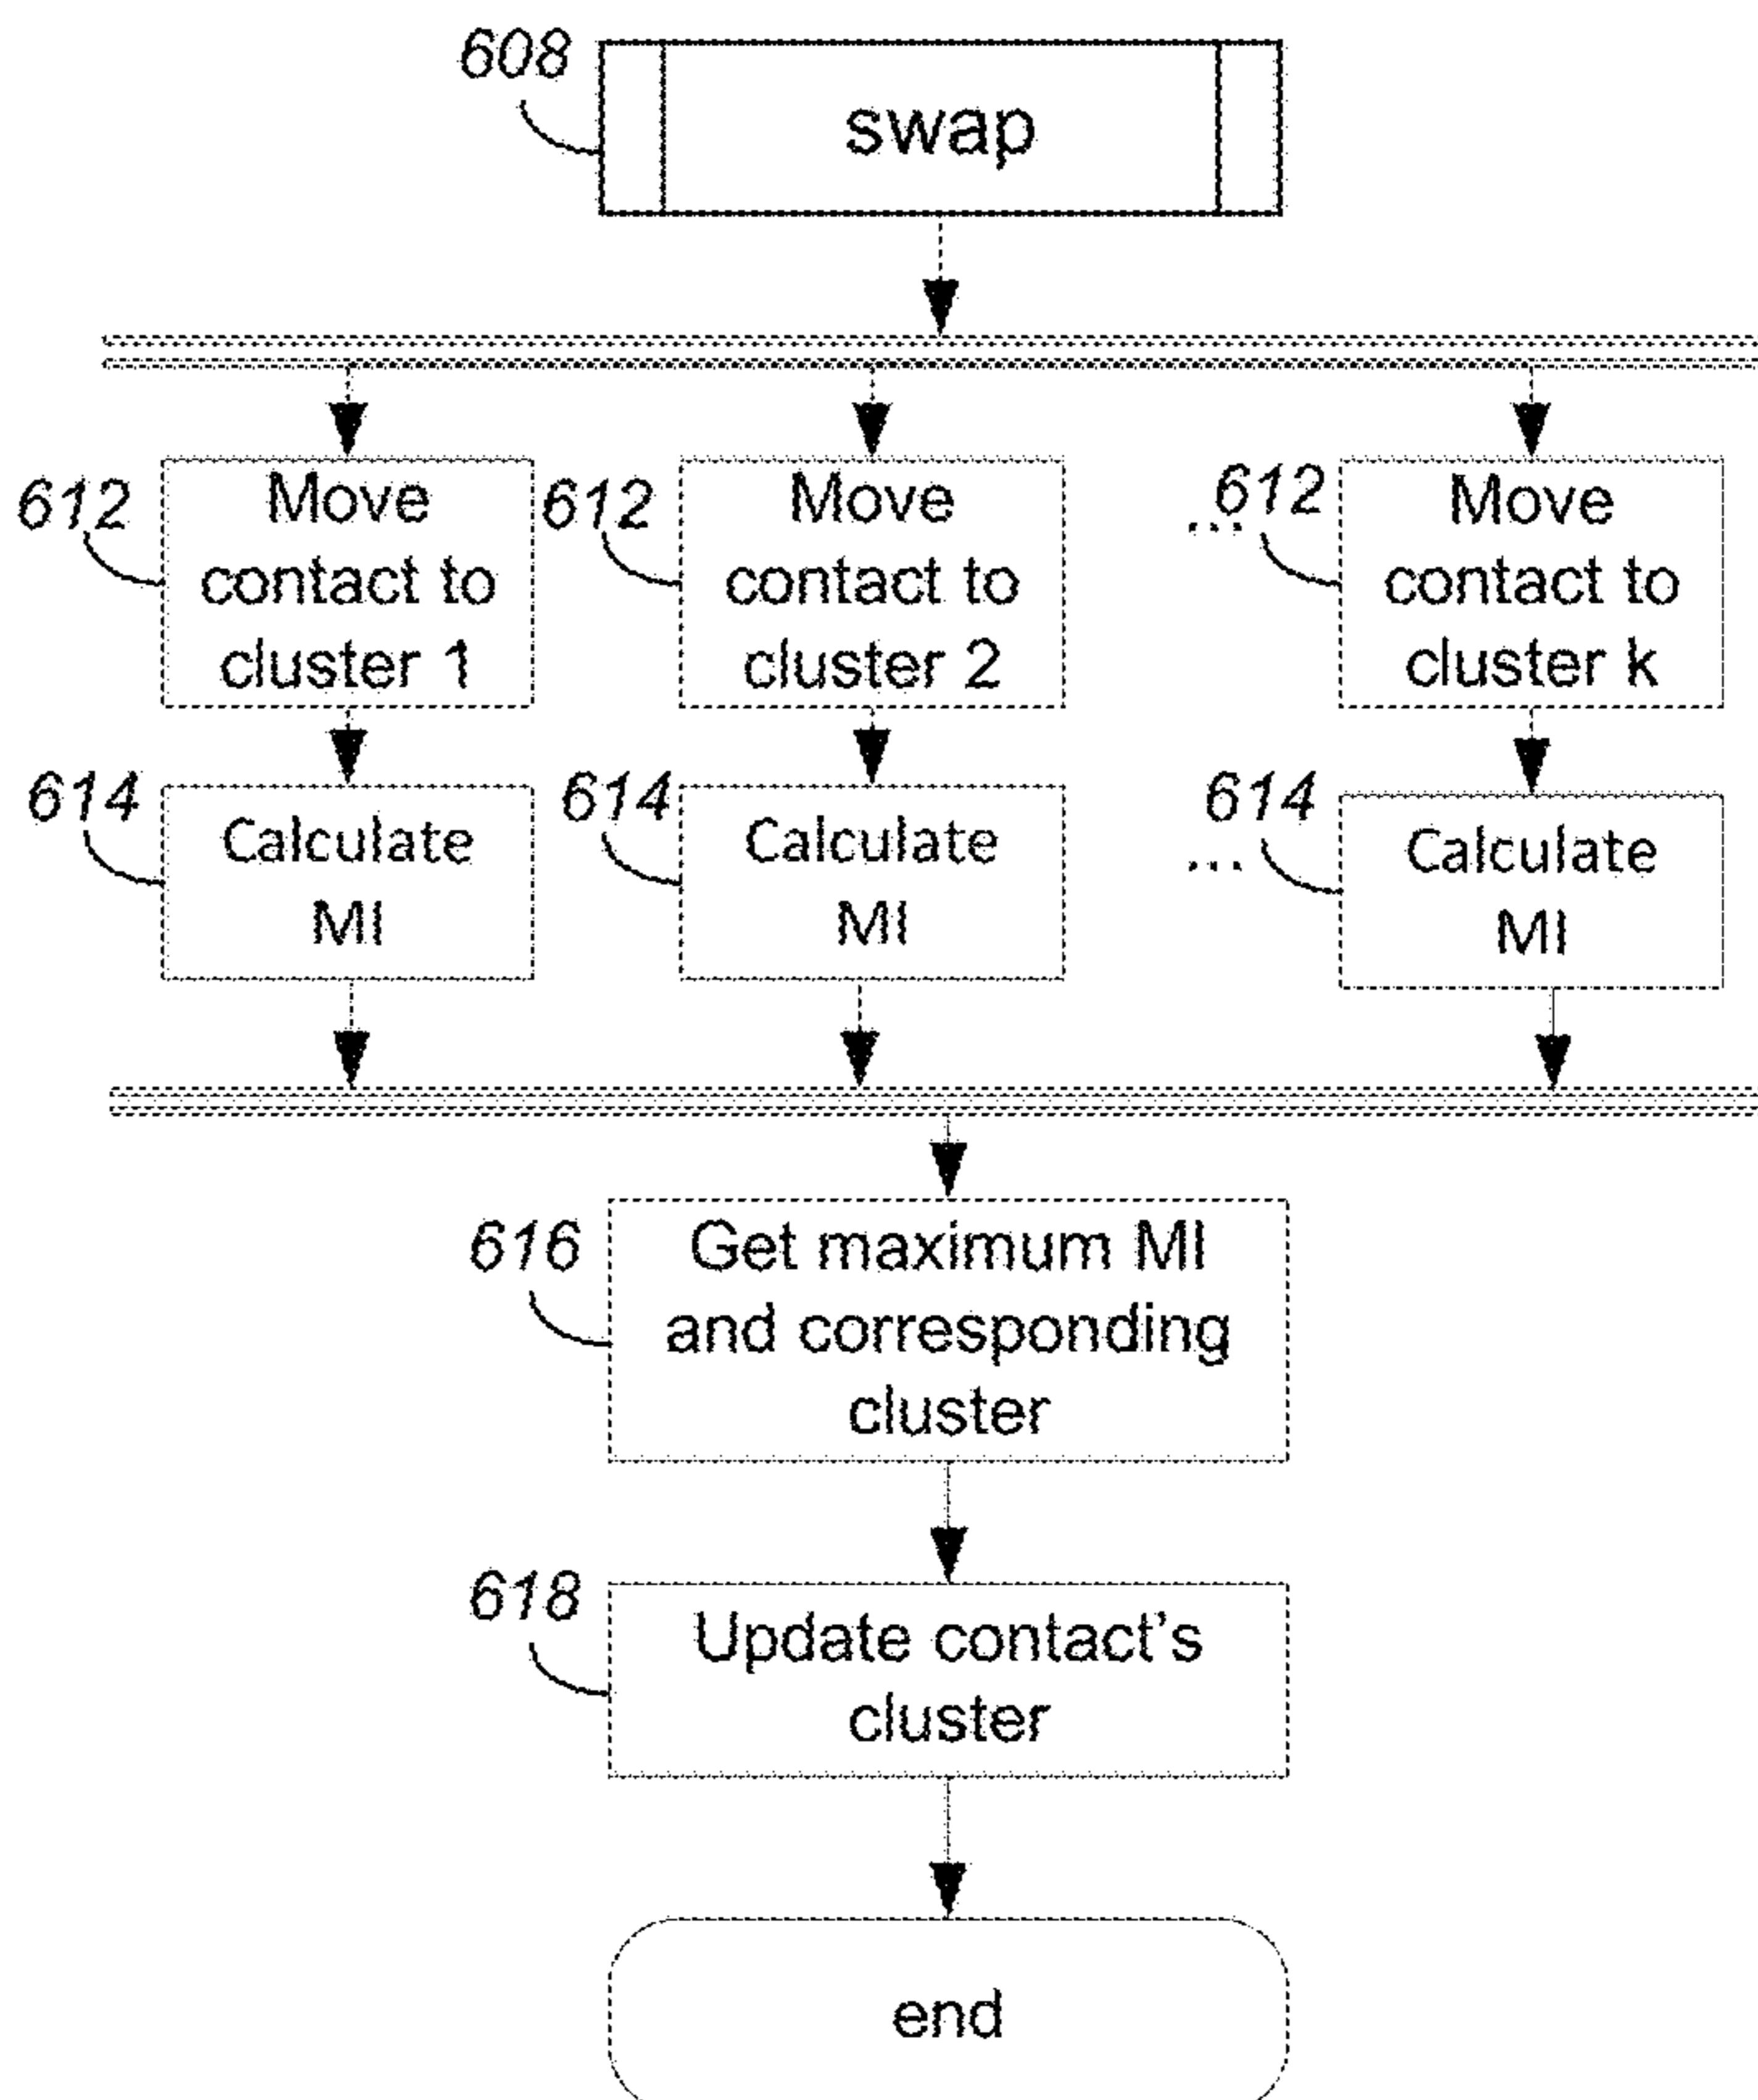 608
swap
612
Move
contact to
cluster 1
612
Move
contact to
cluster 2
...
612
Move
contact to
cluster k
614
Calculate
MI
614
Calculate
MI
...
614
Calculate
MI
616
Get maximum MI
and corresponding
cluster
618
Update contact's
cluster
end